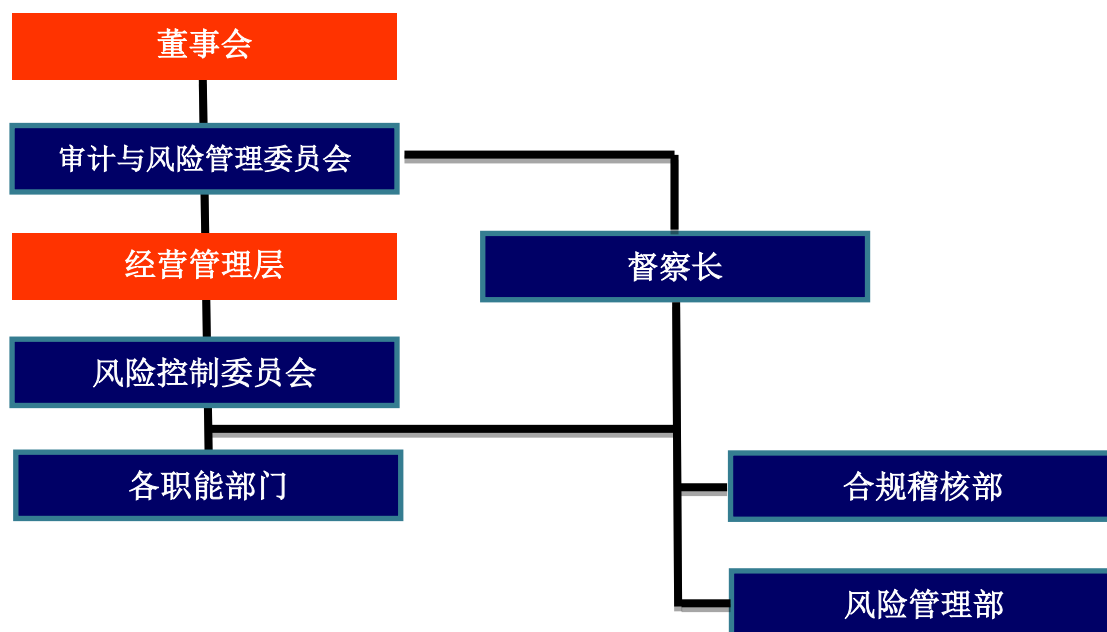 董事会
审计与风险管理委员会
经营管理层
督察长
风险控制委员会
各职能部门
合规稽核部
风险管理部